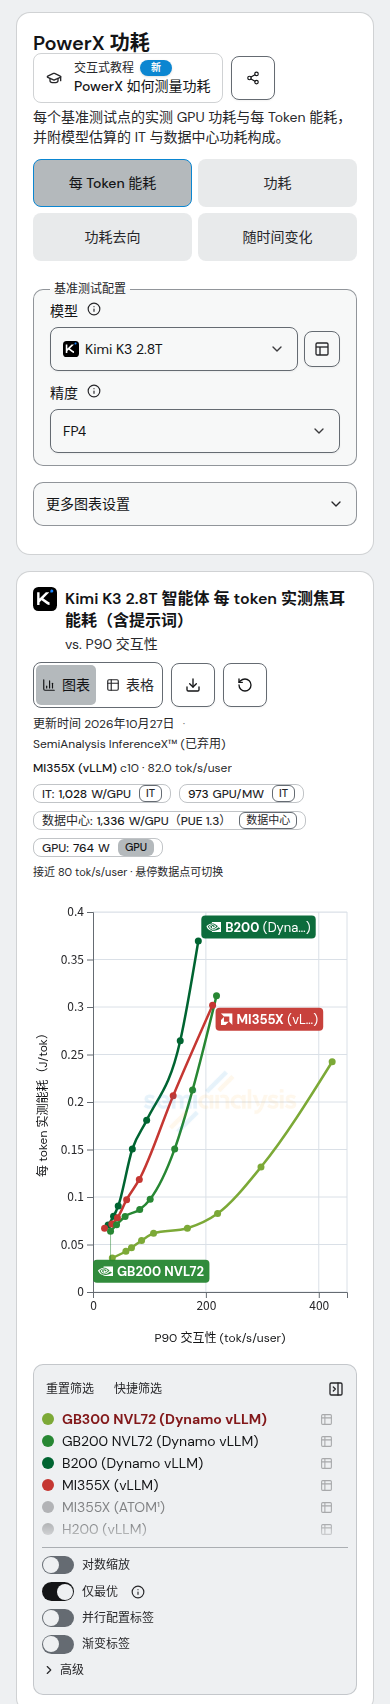 PowerX 功耗
交互式教程 新
PowerX 如何测量功耗
每个基准测试点的实测 GPU 功耗与每 Token 能耗，
并附模型估算的 IT 与数据中心功耗构成。
每 Token 能耗
功耗
功耗去向
随时间变化
基准测试配置
模型
Kimi K3 2.8T
精度
FP4
更多图表设置
Kimi K3 2.8T 智能体 每 token 实测焦耳
能耗（含提示词）
vs. P90 交互性
图表
表格
更新时间 2026年10月27日 ·
SemiAnalysis InferenceX™ (已弃用)
MI355X (vLLM) c10 · 82.0 tok/s/user
IT: 1,028 W/GPU IT
973 GPU/MW IT
数据中心: 1,336 W/GPU（PUE 1.3） 数据中心
GPU: 764 W GPU
接近 80 tok/s/user · 悬停数据点可切换
每 token 实测能耗（J/tok）
0.4
0.35
0.3
0.25
0.2
0.15
0.1
0.05
0
B200 (Dyna...)
MI355X (vL...)
semianalysis
GB200 NVL72
0
200
400
P90 交互性 (tok/s/user)
重置筛选
快捷筛选
GB300 NVL72 (Dynamo vLLM)
GB200 NVL72 (Dynamo vLLM)
B200 (Dynamo vLLM)
MI355X (vLLM)
MI355X (ATOM¹)
H200 (vLLM)
对数缩放
仅最优
并行配置标签
渐变标签
高级